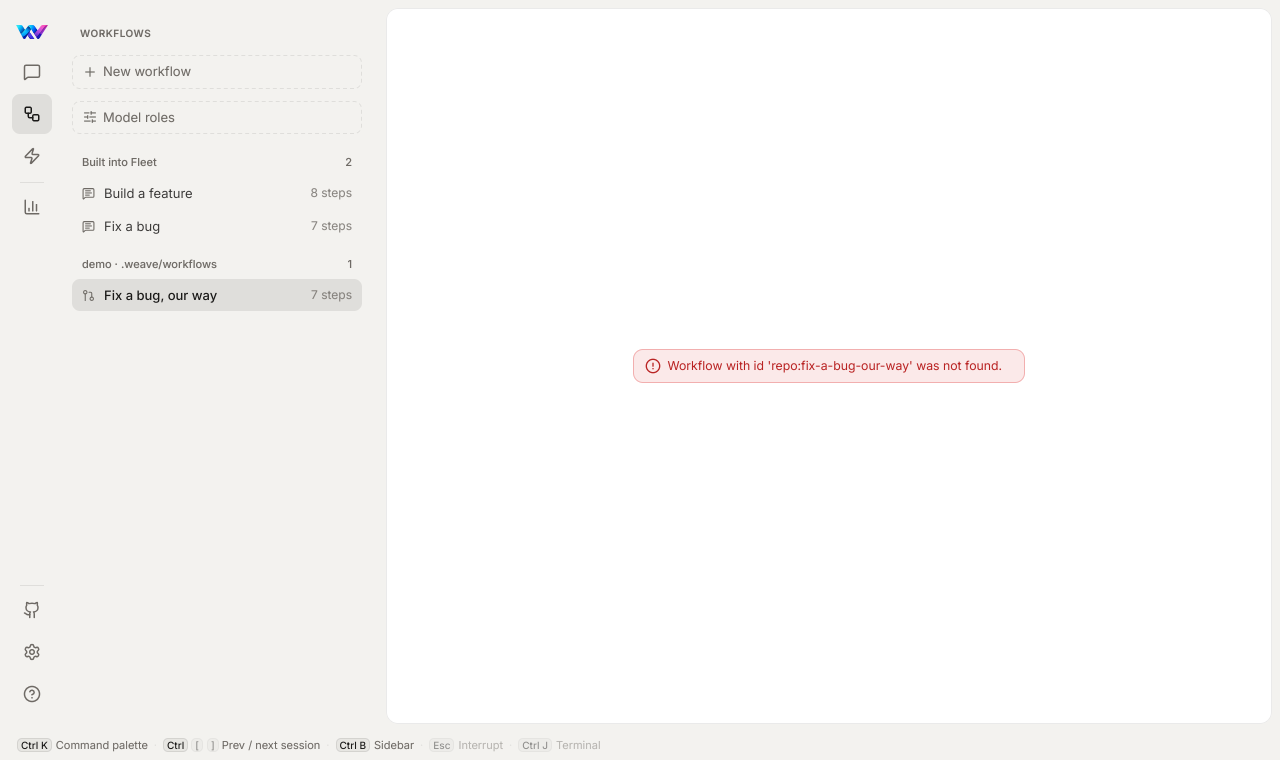 WORKFLOWS
New workflow
Model roles
Built into Fleet 2
Build a feature 8 steps
Fix a bug 7 steps
demo · .weave/workflows 1
Fix a bug, our way 7 steps
Workflow with id 'repo:fix-a-bug-our-way' was not found.
Ctrl K Command palette · Ctrl [ ] Prev / next session · Ctrl B Sidebar · Esc Interrupt · Ctrl J Terminal